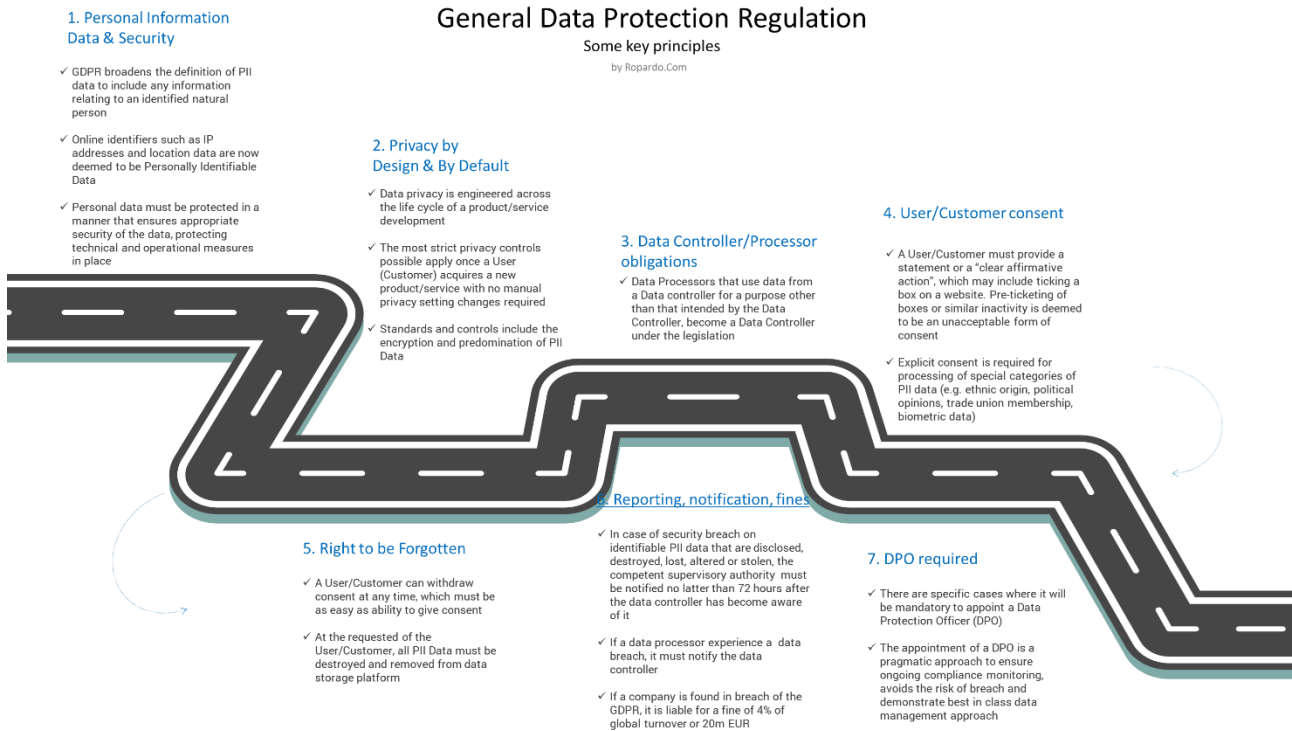 General Data Protection Regulation
Some key principles
by Ropardo.Com
1. Personal Information
Data & Security
✓ GDPR broadens the definition of PII
data to include any information
relating to an identified natural
person
✓ Online identifiers such as IP
addresses and location data are now
deemed to be Personally Identifiable
Data
✓ Personal data must be protected in a
manner that ensures appropriate
security of the data, protecting
technical and operational measures
in place
2. Privacy by
Design & By Default
✓ Data privacy is engineered across
the life cycle of a product/service
development
✓ The most strict privacy controls
possible apply once a User
(Customer) acquires a new
product/service with no manual
privacy setting changes required
✓ Standards and controls include the
encryption and predomination of PII
Data
3. Data Controller/Processor
obligations
✓ Data Processors that use data from
a Data controller for a purpose other
than that intended by the Data
Controller, become a Data Controller
under the legislation
4. User/Customer consent
✓ A User/Customer must provide a
statement or a “clear affirmative
action”, which may include ticking a
box on a website. Pre-ticketing of
boxes or similar inactivity is deemed
to be an unacceptable form of
consent
✓ Explicit consent is required for
processing of special categories of
PII data (e.g. ethnic origin, political
opinions, trade union membership,
biometric data)
5. Right to be Forgotten
✓ A User/Customer can withdraw
consent at any time, which must be
as easy as ability to give consent
✓ At the requested of the
User/Customer, all PII Data must be
destroyed and removed from data
storage platform
6. Reporting, notification, fines
✓ In case of security breach on
identifiable PII data that are disclosed,
destroyed, lost, altered or stolen, the
competent supervisory authority must
be notified no latter than 72 hours after
the data controller has become aware
of it
✓ If a data processor experience a data
breach, it must notify the data
controller
✓ If a company is found in breach of the
GDPR, it is liable for a fine of 4% of
global turnover or 20m EUR
7. DPO required
✓ There are specific cases where it will
be mandatory to appoint a Data
Protection Officer (DPO)
✓ The appointment of a DPO is a
pragmatic approach to ensure
ongoing compliance monitoring,
avoids the risk of breach and
demonstrate best in class data
management approach